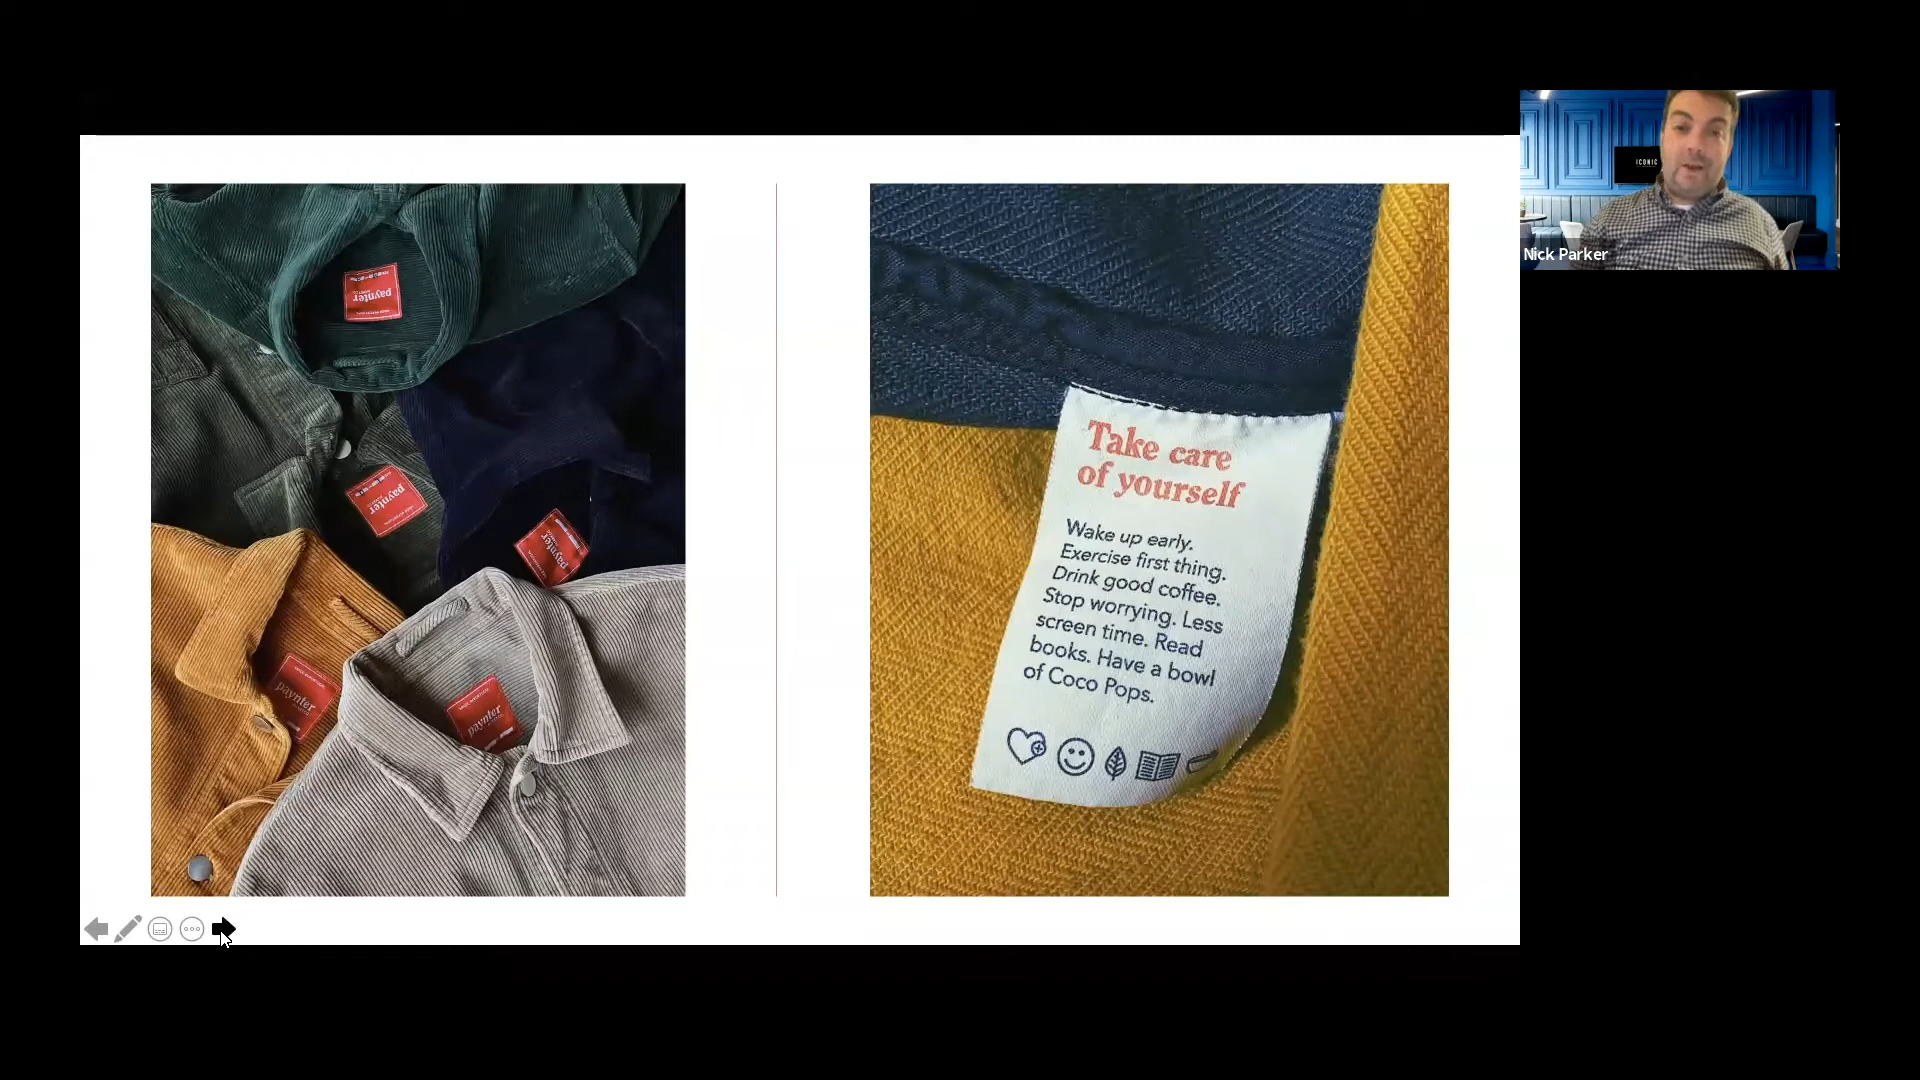 ICONIC
Nick Parker
paynter
paynter
paynter
paynter
paynter
Take care
of yourself
Wake up early.
Exercise first thing.
Drink good coffee.
Stop worrying. Less
screen time. Read
books. Have a bowl
of Coco Pops.